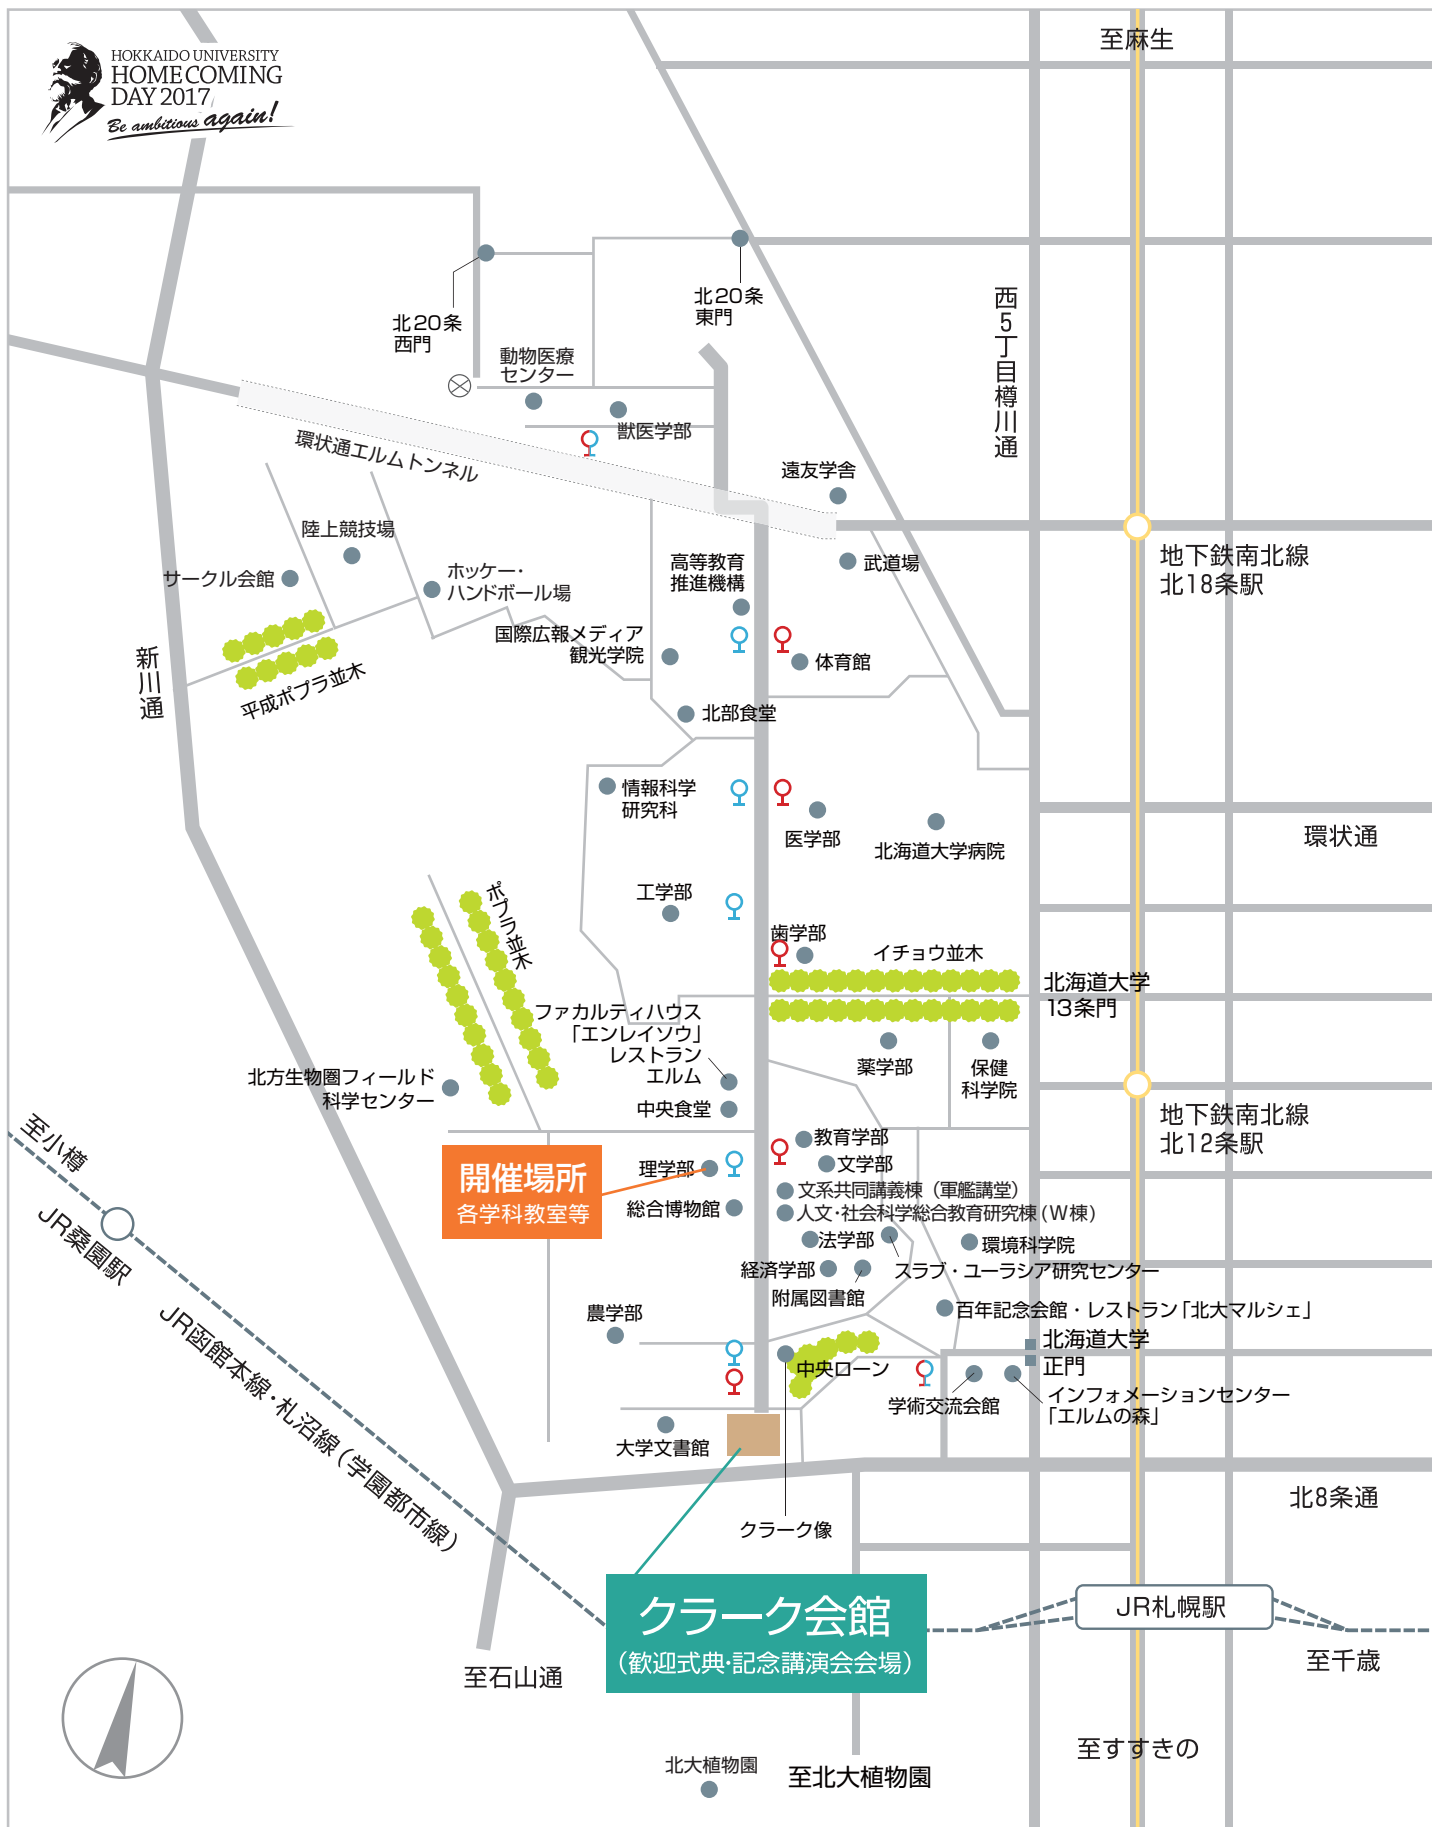 HOKKAIDO UNIVERSITY
HOMECOMING
DAY 2017
Be ambitious again!
至麻生
北20条
西門
北20条
東門
西5丁目樽川通
動物医療
センター
獣医学部
環状通エルムトンネル
遠友学舎
陸上競技場
サークル会館
ホッケー・
ハンドボール場
高等教育
推進機構
武道場
地下鉄南北線
北18条駅
国際広報メディア
観光学院
体育館
新川通
平成ポプラ並木
北部食堂
情報科学
研究科
医学部
北海道大学病院
環状通
工学部
ポプラ並木
歯学部
イチョウ並木
北海道大学
13条門
ファカルティハウス
「エンレイソウ」
レストラン
エルム
薬学部
保健
科学院
北方生物圏フィールド
科学センター
中央食堂
地下鉄南北線
北12条駅
至小樽
教育学部
開催場所
各学科教室等
理学部
文学部
文系共同講義棟（軍艦講堂）
総合博物館
人文・社会科学総合教育研究棟(W棟)
JR桑園駅
法学部
環境科学院
経済学部
スラブ・ユーラシア研究センター
附属図書館
農学部
百年記念会館・レストラン「北大マルシェ」
JR函館本線・札沼線(学園都市線)
北海道大学
正門
中央ローン
学術交流会館
インフォメーションセンター
「エルムの森」
大学文書館
北8条通
クラーク像
クラーク会館
(歓迎式典・記念講演会会場)
JR札幌駅
至石山通
至千歳
至すすきの
北大植物園
至北大植物園